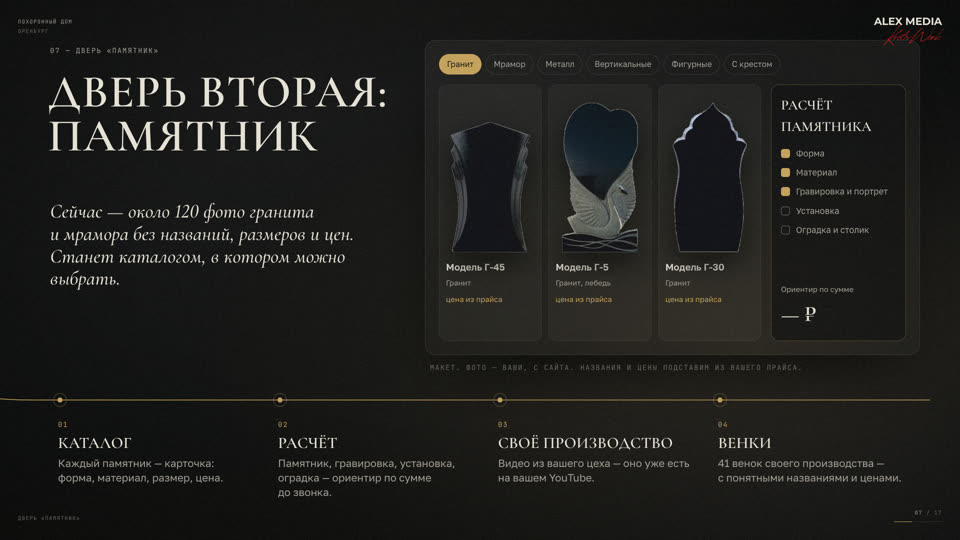 ПОХОРОННЫЙ ДОМ
ОРЕНБУРГ
ALEX MEDIA
07 — ДВЕРЬ «ПАМЯТНИК»
ДВЕРЬ ВТОРАЯ:
ПАМЯТНИК
Сейчас — около 120 фото гранита
и мрамора без названий, размеров и цен.
Станет каталогом, в котором можно
выбрать.
Гранит
Мрамор
Металл
Вертикальные
Фигурные
С крестом
Модель Г-45
Гранит
цена из прайса
Модель Г-5
Гранит, лебедь
цена из прайса
Модель Г-30
Гранит
цена из прайса
РАСЧЁТ
ПАМЯТНИКА
Форма
Материал
Гравировка и портрет
Установка
Оградка и столик
Ориентир по сумме
— ₽
МАКЕТ. ФОТО — ВАШИ, С САЙТА. НАЗВАНИЯ И ЦЕНЫ ПОДСТАВИМ ИЗ ВАШЕГО ПРАЙСА.
01
КАТАЛОГ
Каждый памятник — карточка:
форма, материал, размер, цена.
02
РАСЧЁТ
Памятник, гравировка, установка,
оградка — ориентир по сумме
до звонка.
03
СВОЁ ПРОИЗВОДСТВО
Видео из вашего цеха — оно уже есть
на вашем YouTube.
04
ВЕНКИ
41 венок своего производства —
с понятными названиями и ценами.
ДВЕРЬ «ПАМЯТНИК»
07 / 17